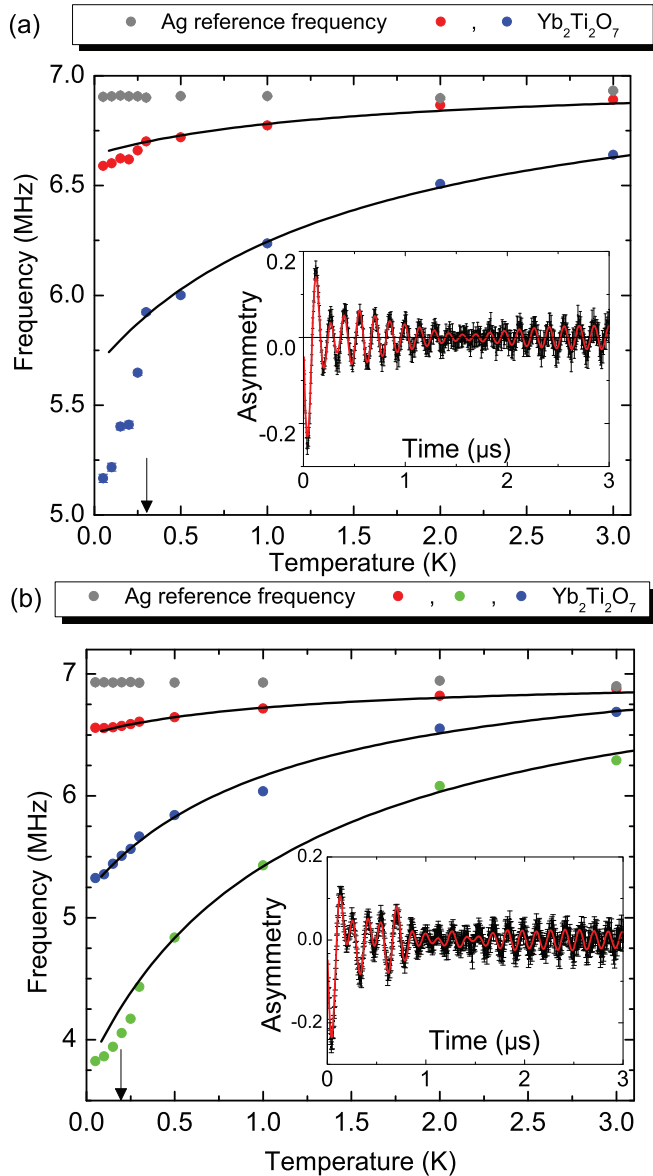 (a)
Ag reference frequency , Yb₂Ti₂O₇
7.0
6.5
6.0
5.5
5.0
Frequency (MHz)
0.2
0.0
-0.2
Asymmetry
Time (µs)
0 1 2 3
0.0 0.5 1.0 1.5 2.0 2.5 3.0
Temperature (K)
(b)
Ag reference frequency , , Yb₂Ti₂O₇
7
6
5
4
Frequency (MHz)
0.2
0.0
-0.2
Asymmetry
Time (µs)
0 1 2 3
0.0 0.5 1.0 1.5 2.0 2.5 3.0
Temperature (K)